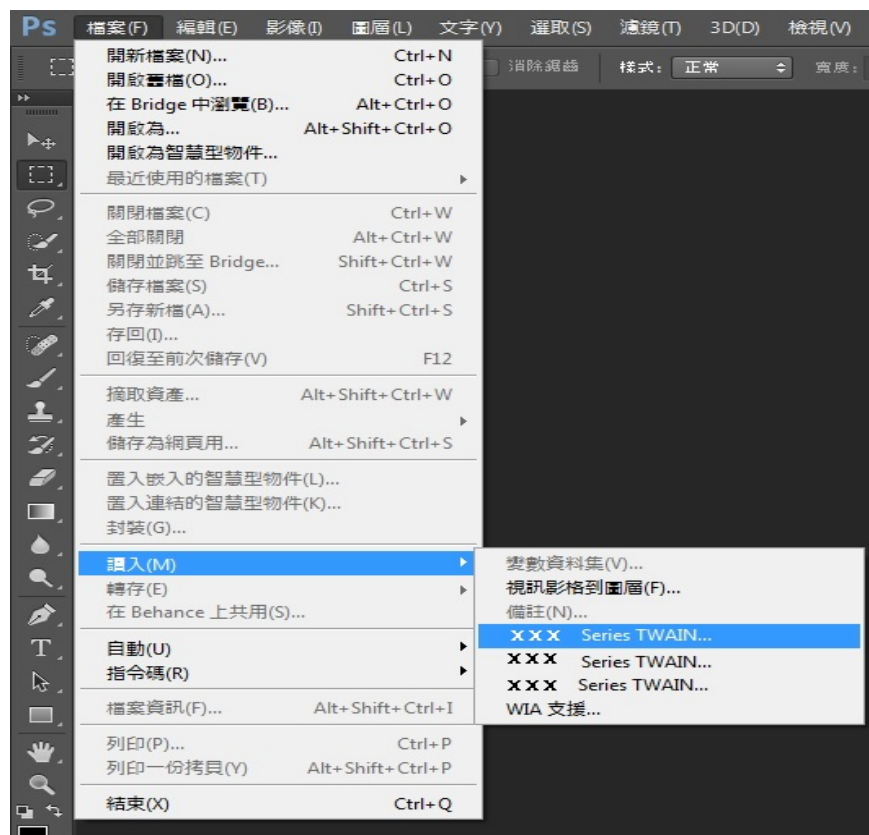 Ps 檔案(F) 編輯(E) 影像(I) 圖層(L) 文字(Y) 選取(S) 濾鏡(T) 3D(D) 檢視(V)
消除鋸齒 樣式: 正常 寬度:
開新檔案(N)... Ctrl+N
開啟舊檔(O)... Ctrl+O
在 Bridge 中瀏覽(B)... Alt+Ctrl+O
開啟為... Alt+Shift+Ctrl+O
開啟為智慧型物件...
最近使用的檔案(T)
關閉檔案(C) Ctrl+W
全部關閉 Alt+Ctrl+W
關閉並跳至 Bridge... Shift+Ctrl+W
儲存檔案(S) Ctrl+S
另存新檔(A)... Shift+Ctrl+S
存回(I)...
回復至前次儲存(V) F12
擷取資產... Alt+Shift+Ctrl+W
產生
儲存為網頁用... Alt+Shift+Ctrl+S
置入嵌入的智慧型物件(L)...
置入連結的智慧型物件(K)...
封裝(G)...
讀入(M)
轉存(E)
在 Behance 上共用(S)...
自動(U)
指令碼(R)
檔案資訊(F)... Alt+Shift+Ctrl+I
列印(P)... Ctrl+P
列印一份拷貝(Y) Alt+Shift+Ctrl+P
結束(X) Ctrl+Q
變數資料集(V)...
視訊影格到圖層(F)...
備註(N)...
XXX Series TWAIN...
XXX Series TWAIN...
XXX Series TWAIN...
WIA 支援...